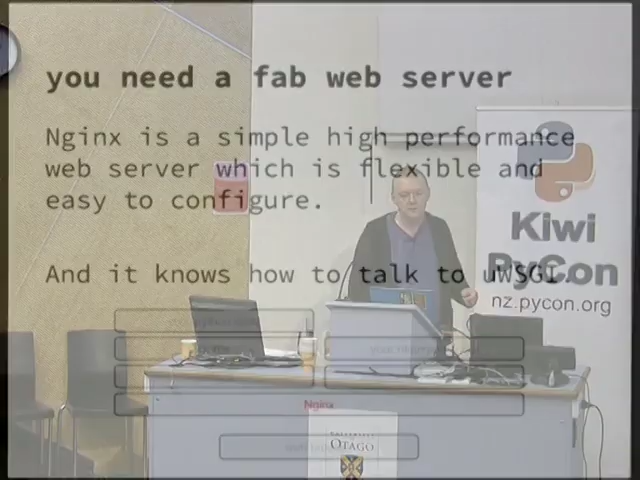 you need a fab web server
Nginx is a simple high performance
web server which is flexible and
easy to configure.
And it knows how to talk to uWSGI.
Kiwi
PyCon
nz.pycon.org
Nginx
OTAGO